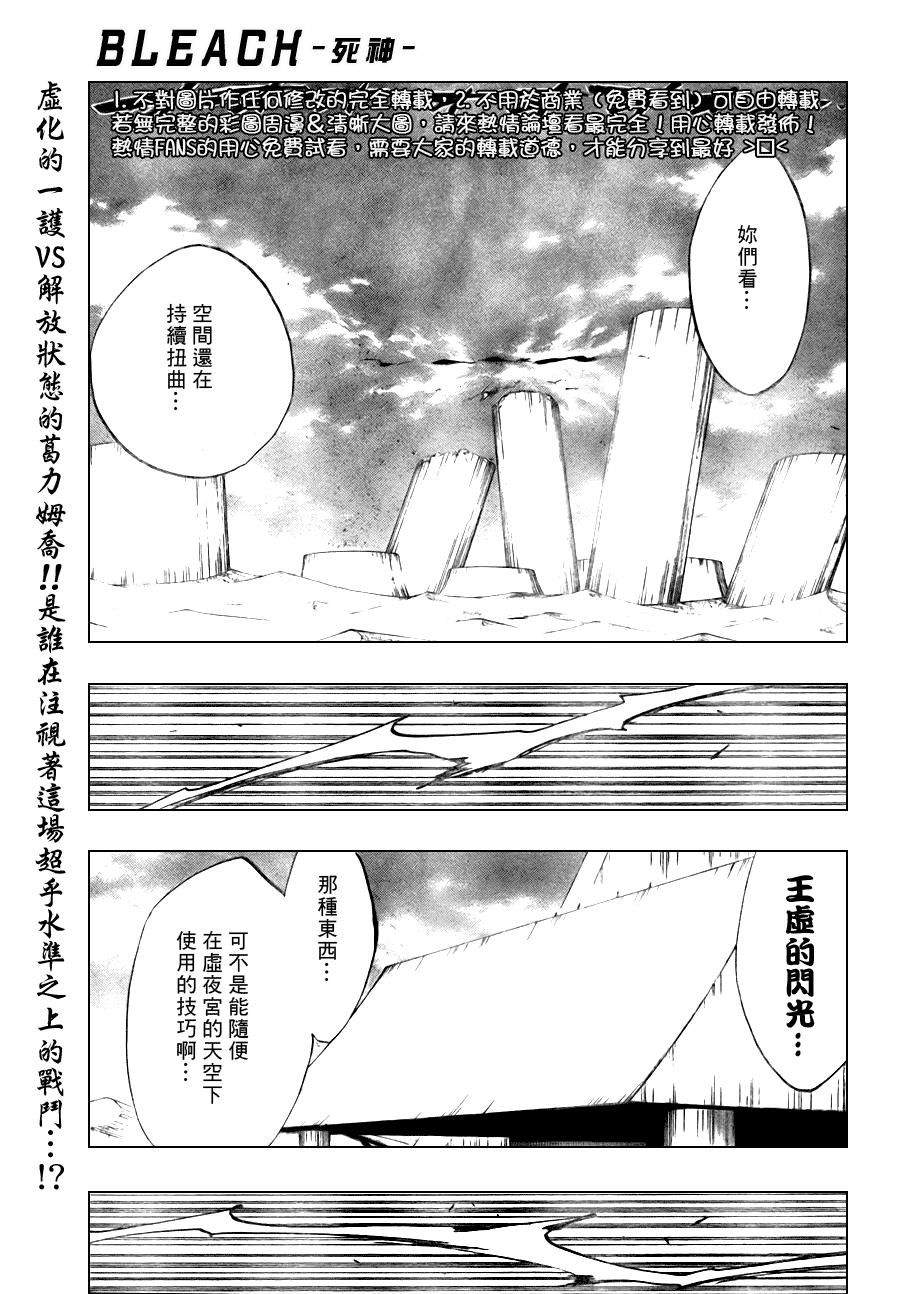 BLEACH-死神-
1. 不對圖片作任何修改的完全轉載，2. 不用於商業（免費看到）可自由轉載
若無完整的彩圖周漫&清晰大圖，請來熱情論壇看最完全！用心轉載發佈！
熱情FANS的用心免費試看，需要大家的轉載道德，才能分享到最好 >口<
妳們看…
空間還在
持續扭曲…
王虛的閃光…
那種東西…
可不是能隨便
在虛夜宮的天空下
使用的技巧啊…
虛化的一護VS解放狀態的葛力姆喬!!是誰在注視著這場超乎水準之上的戰鬥…!?